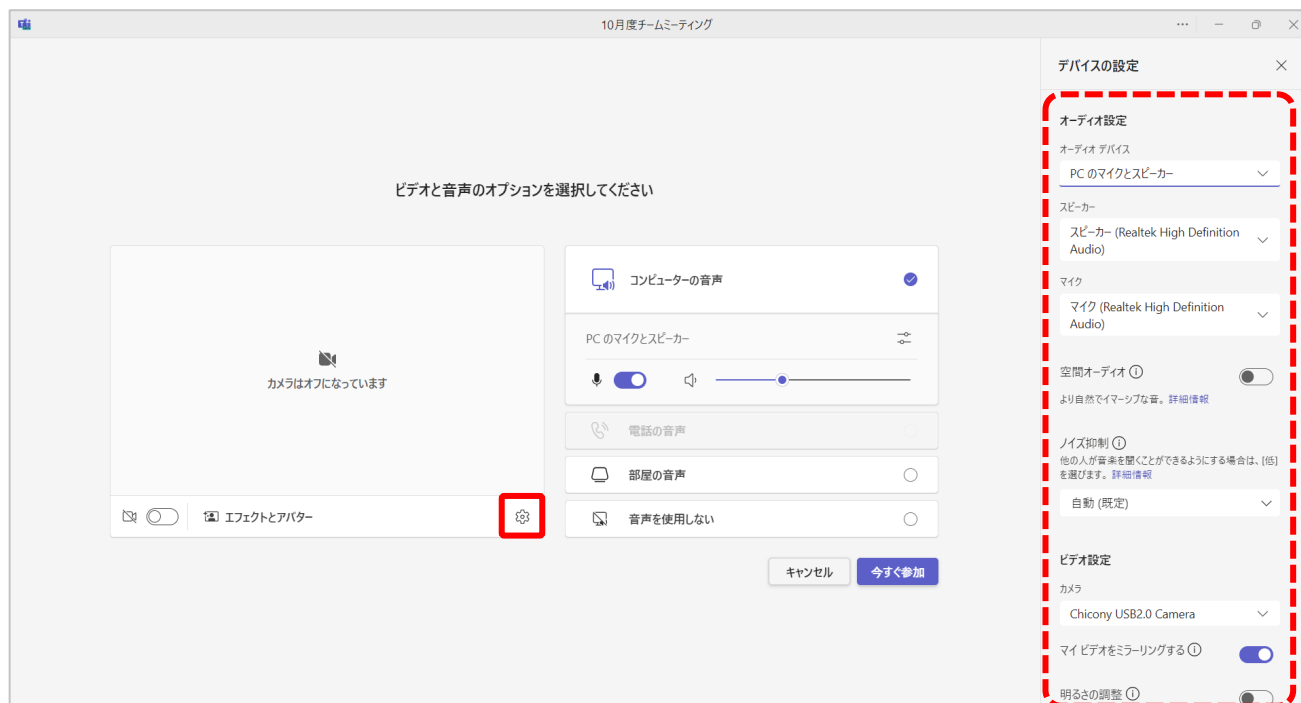 10月度チームミーティング
デバイスの設定
ビデオと音声のオプションを選択してください
カメラはオフになっています
エフェクトとアバター
コンピューターの音声
PC のマイクとスピーカー
電話の音声
部屋の音声
音声を使用しない
キャンセル
今すぐ参加
オーディオ設定
オーディオ デバイス
PC のマイクとスピーカー
スピーカー
スピーカー (Realtek High Definition
Audio)
マイク
マイク (Realtek High Definition
Audio)
空間オーディオ
より自然でイマーシブな音。詳細情報
ノイズ抑制
他の人が音楽を聞くことができるようにする場合は、[低]
を選びます。詳細情報
自動 (既定)
ビデオ設定
カメラ
Chicony USB2.0 Camera
マイ ビデオをミラーリングする
明るさの調整